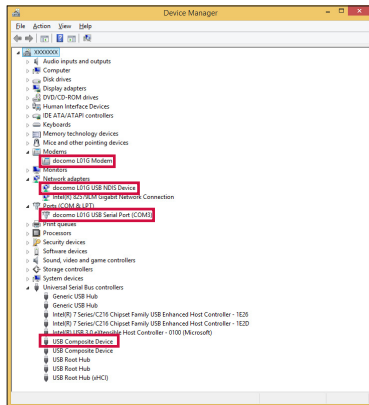 Device Manager
File Action View Help
XXXXXXX
Audio inputs and outputs
Computer
Disk drives
Display adapters
DVD/CD-ROM drives
Human Interface Devices
IDE ATA/ATAPI controllers
Keyboards
Memory technology devices
Mice and other pointing devices
Modems
docomo L01G Modem
Monitors
Network adapters
docomo L01G USB NDIS Device
Intel(R) 82579LM Gigabit Network Connection
Ports (COM & LPT)
docomo L01G USB Serial Port (COM3)
Print queues
Processors
Security devices
Software devices
Sound, video and game controllers
Storage controllers
System devices
Universal Serial Bus controllers
Generic USB Hub
Generic USB Hub
Intel(R) 7 Series/C216 Chipset Family USB Enhanced Host Controller - 1E26
Intel(R) 7 Series/C216 Chipset Family USB Enhanced Host Controller - 1E2D
Intel(R) USB 3.0 eXtensible Host Controller - 0100 (Microsoft)
USB Composite Device
USB Composite Device
USB Root Hub
USB Root Hub
USB Root Hub (xHCI)